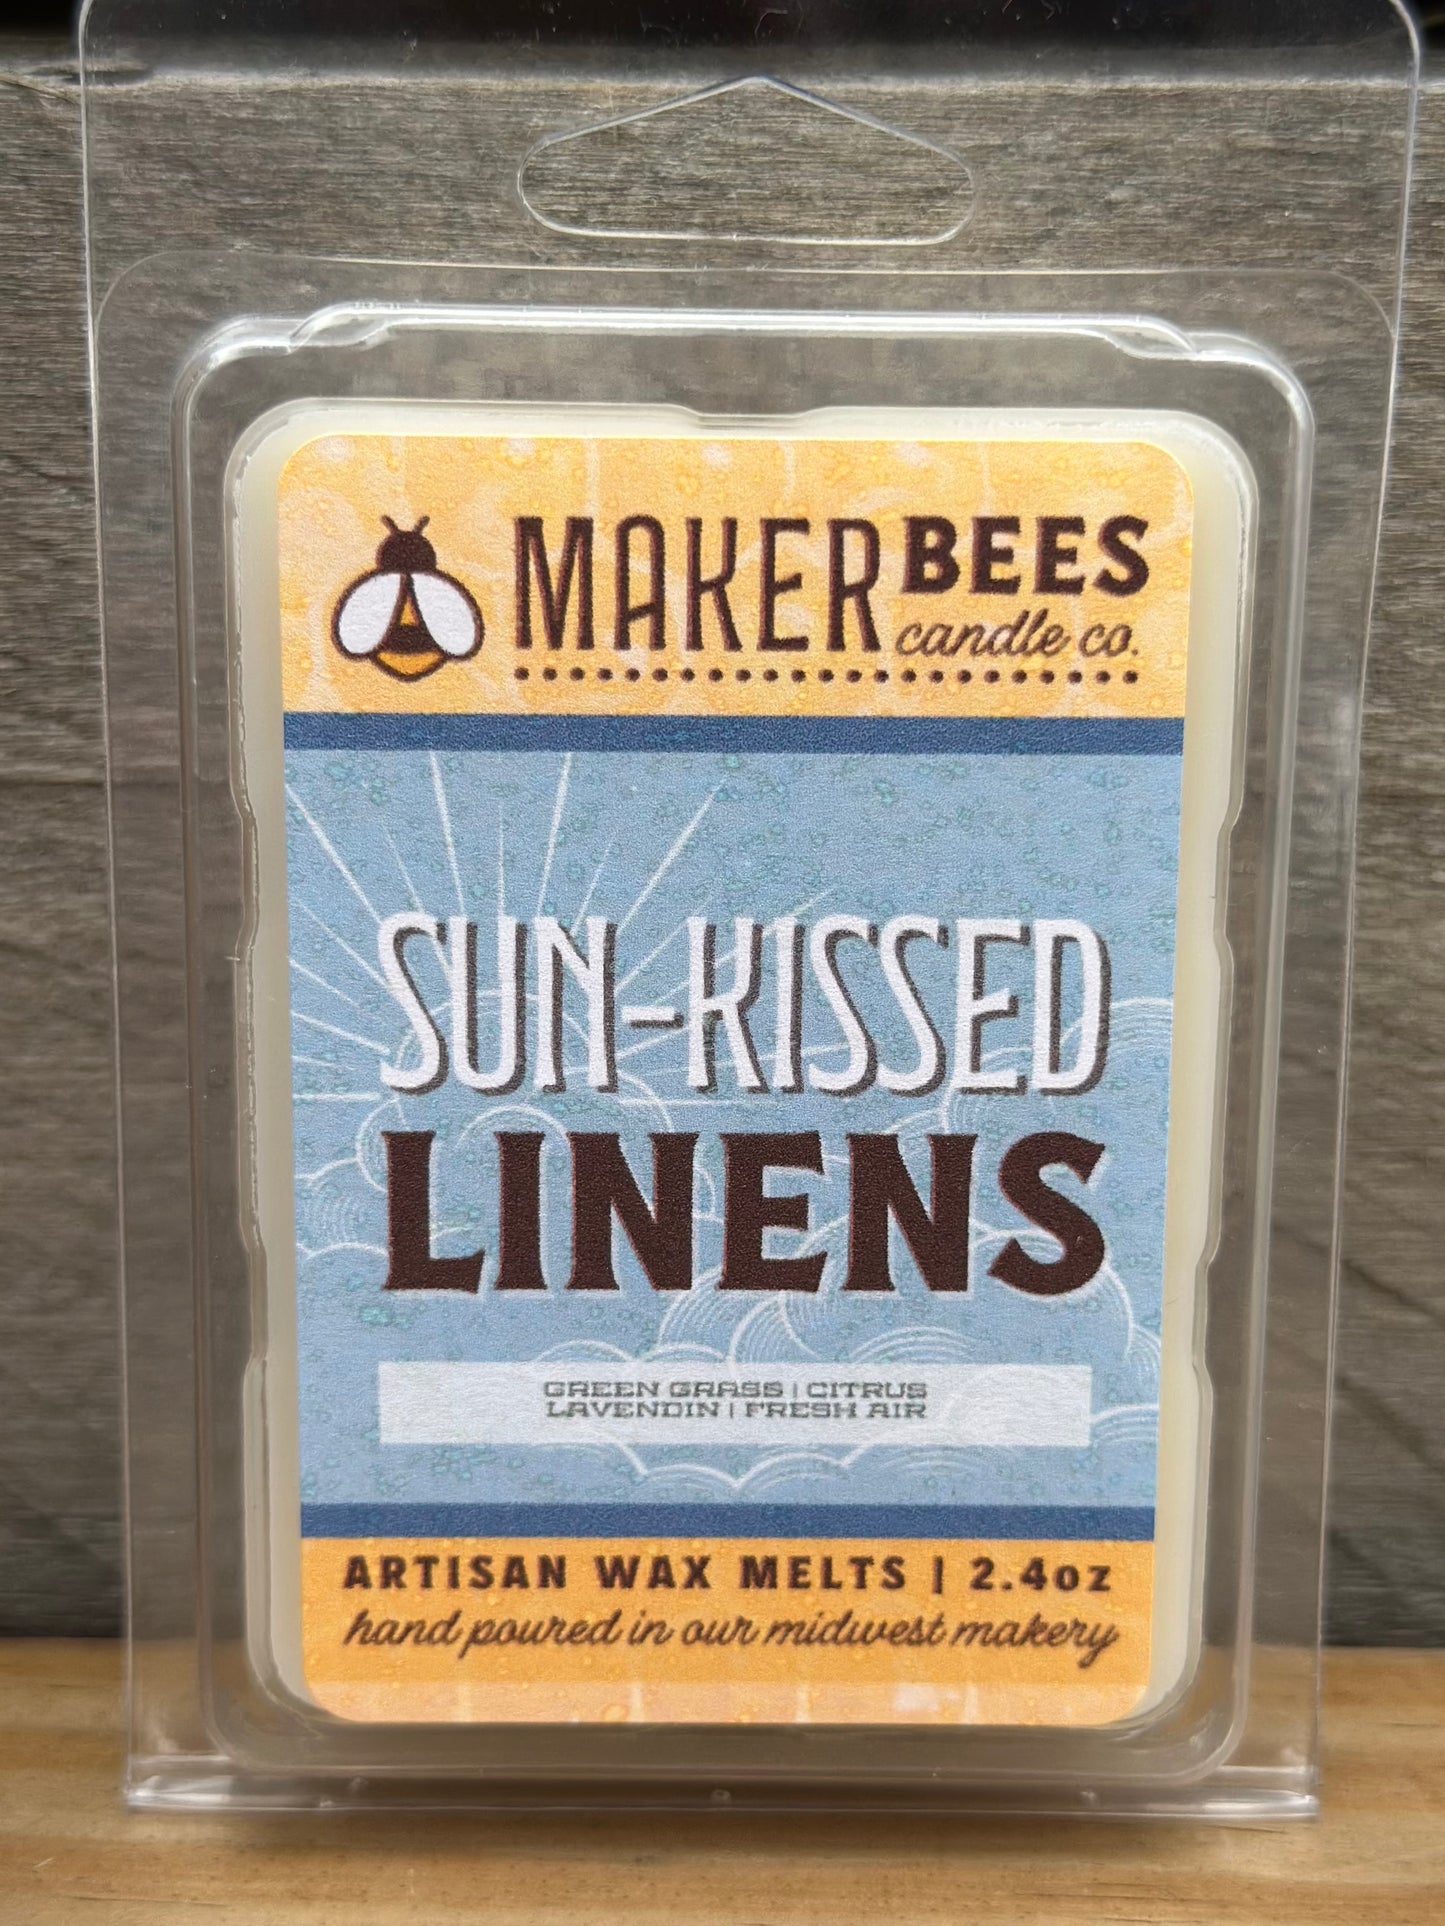 MAKER BEES
candle co.
SUN-KISSED
LINENS
GREEN GRASS | CITRUS
LAVENDIN | FRESH AIR
ARTISAN WAX MELTS | 2.4oz
hand poured in our midwest makery